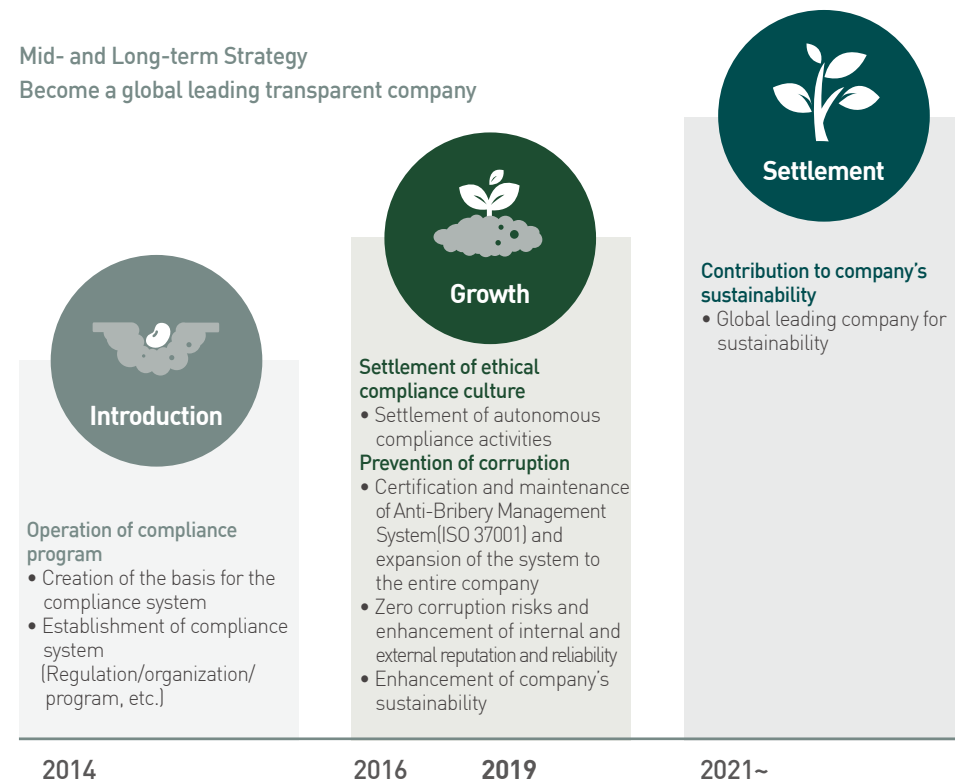 Mid- and Long-term Strategy
Become a global leading transparent company
Introduction
Operation of compliance
program
• Creation of the basis for the
compliance system
• Establishment of compliance
system
(Regulation/organization/
program, etc.)
2014
Growth
Settlement of ethical
compliance culture
• Settlement of autonomous
compliance activities
Prevention of corruption
• Certification and maintenance
of Anti-Bribery Management
System(ISO 37001) and
expansion of the system to
the entire company
• Zero corruption risks and
enhancement of internal and
external reputation and reliability
• Enhancement of company's
sustainability
2016 2019
Settlement
Contribution to company's
sustainability
• Global leading company for
sustainability
2021~